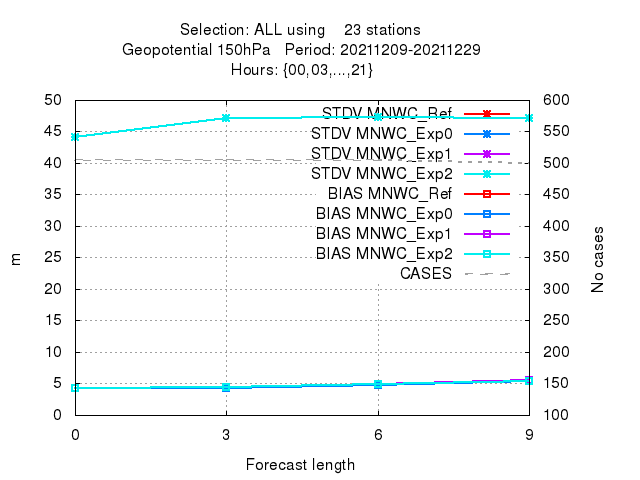 Selection: ALL using    23 stations
Geopotential 150hPa   Period: 20211209-20211229
Hours: {00,03,...,21}
50 600
STDV MNWC_Ref
45 550
STDV MNWC_Exp0
STDV MNWC_Exp1
40 500
STDV MNWC_Exp2
35 450
BIAS MNWC_Ref
BIAS MNWC_Exp0
30 400
BIAS MNWC_Exp1
25 350
BIAS MNWC_Exp2
CASES
m
No cases
20 300
15 250
10 200
5 150
0 100
0 3 6 9
Forecast length